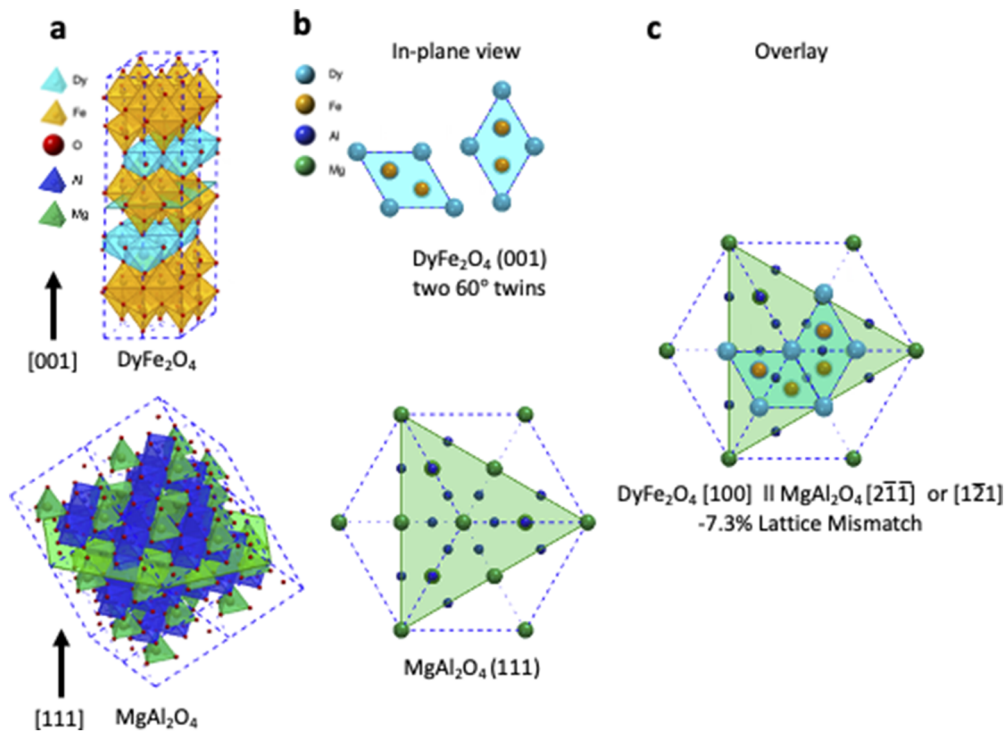 a
Dy
Fe
O
Al
Mg
[001]
DyFe₂O₄
[111]
MgAl₂O₄
b
In-plane view
Dy
Fe
Al
Mg
DyFe₂O₄ (001)
two 60° twins
MgAl₂O₄ (111)
c
Overlay
DyFe₂O₄ [100] || MgAl₂O₄ [21̅1̅] or [12̅1]
-7.3% Lattice Mismatch